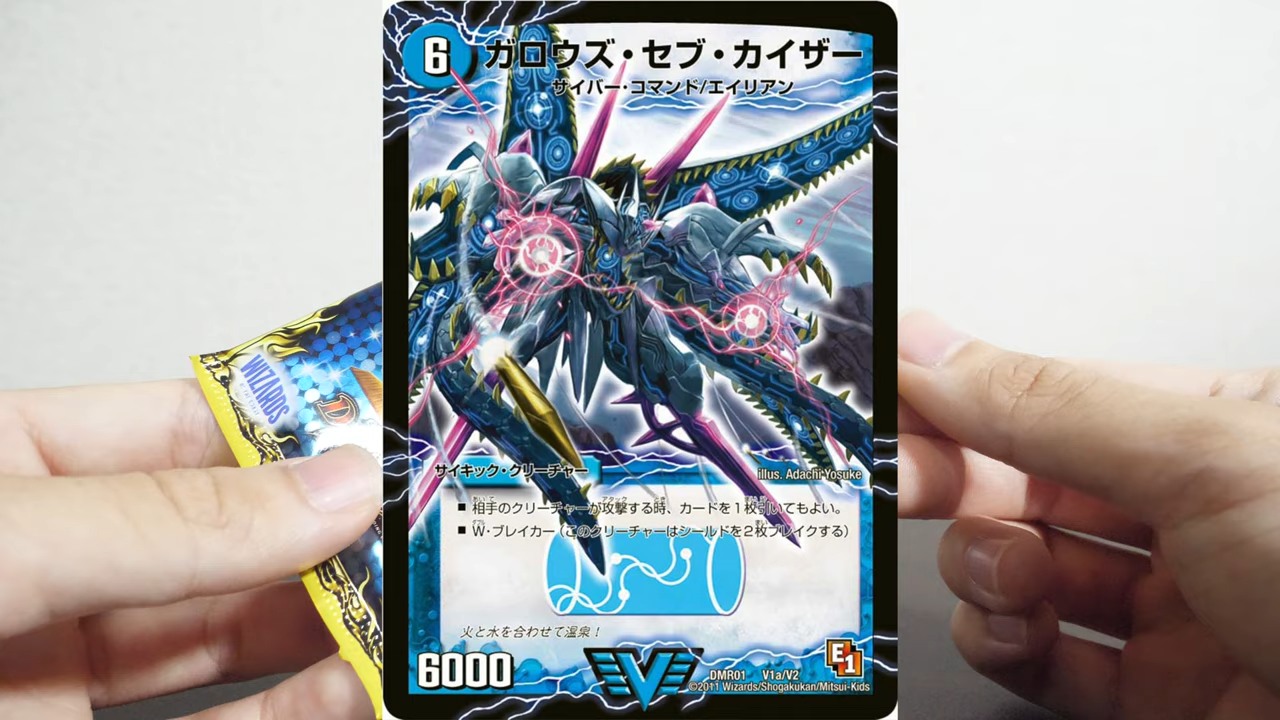 6
ガロウズ・セブ・カイザー
サイバー・コマンド/エイリアン
WIZARDS
D
サイキック・クリーチャー
illus. Adachi Yosuke
■ 相手のクリーチャーが攻撃する時、カードを1枚引いてもよい。
■ W・ブレイカー (このクリーチャーはシールドを2枚ブレイクする)
火と水を合わせて温泉!
6000
V
E1
DMR01 V1a/V2
©2011 Wizards/Shogakukan/Mitsui-Kids